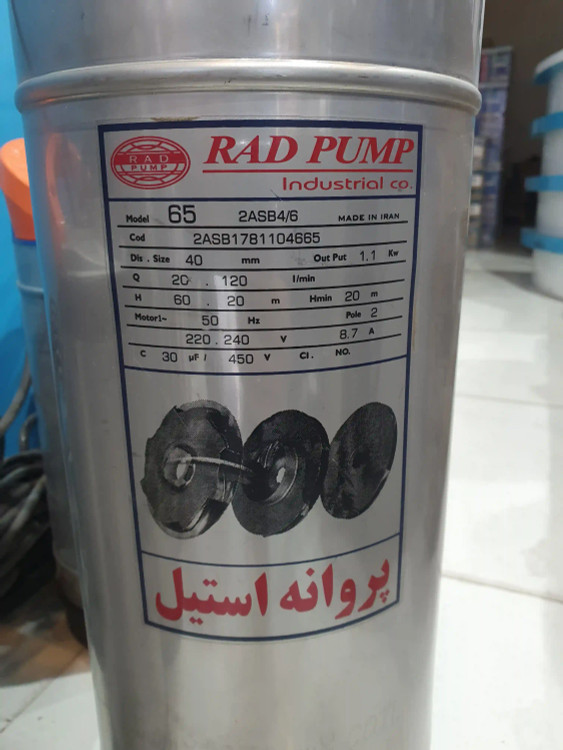 RAD PUMP
RAD PUMP
Industrial co.
Model 65 2ASB4/6 MADE IN IRAN
Cod 2ASB1781104665
Dis . Size 40 mm Out Put 1.1 Kw
Q 20 . 120 l/min
H 60 . 20 m Hmin 20 m
Motor1~ 50 Hz Pole 2
220 . 240 V 8.7 A
C 30 µF / 450 V Cl. NO.
پروانه استیل